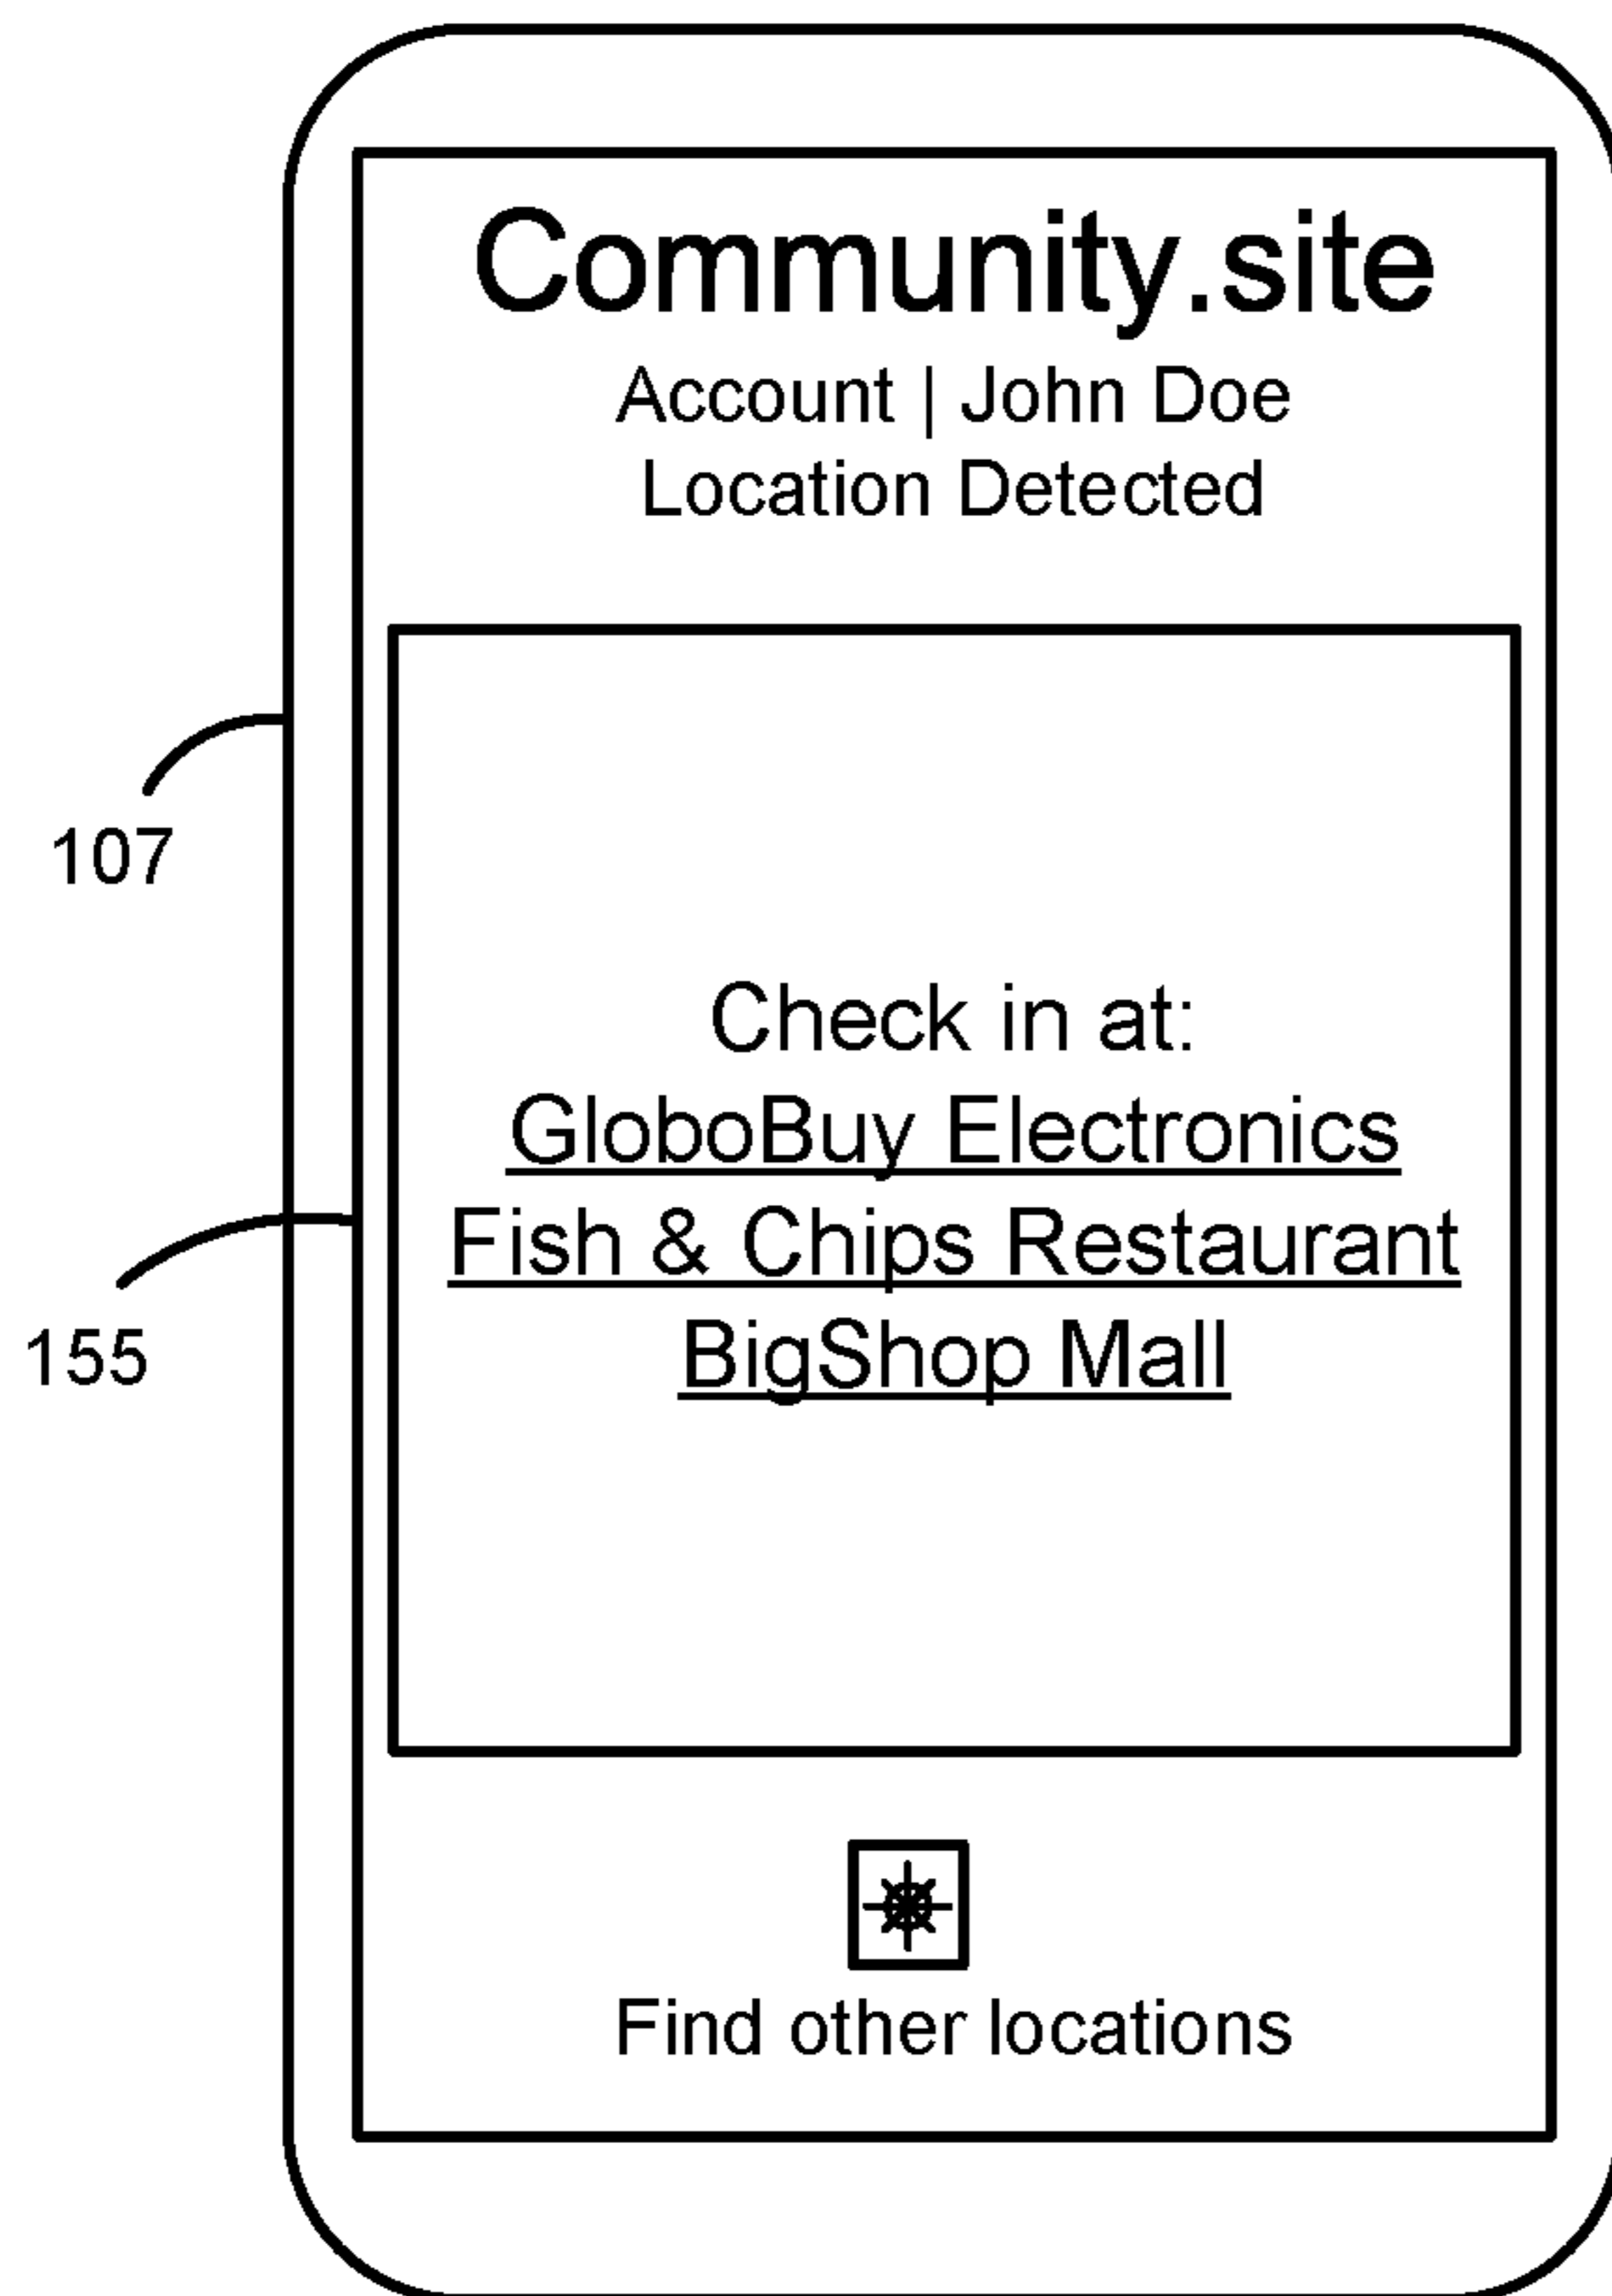 Community.site
Account | John Doe
Location Detected
107
Check in at:
GloboBuy Electronics
Fish & Chips Restaurant
155
BigShop Mall
Find other locations